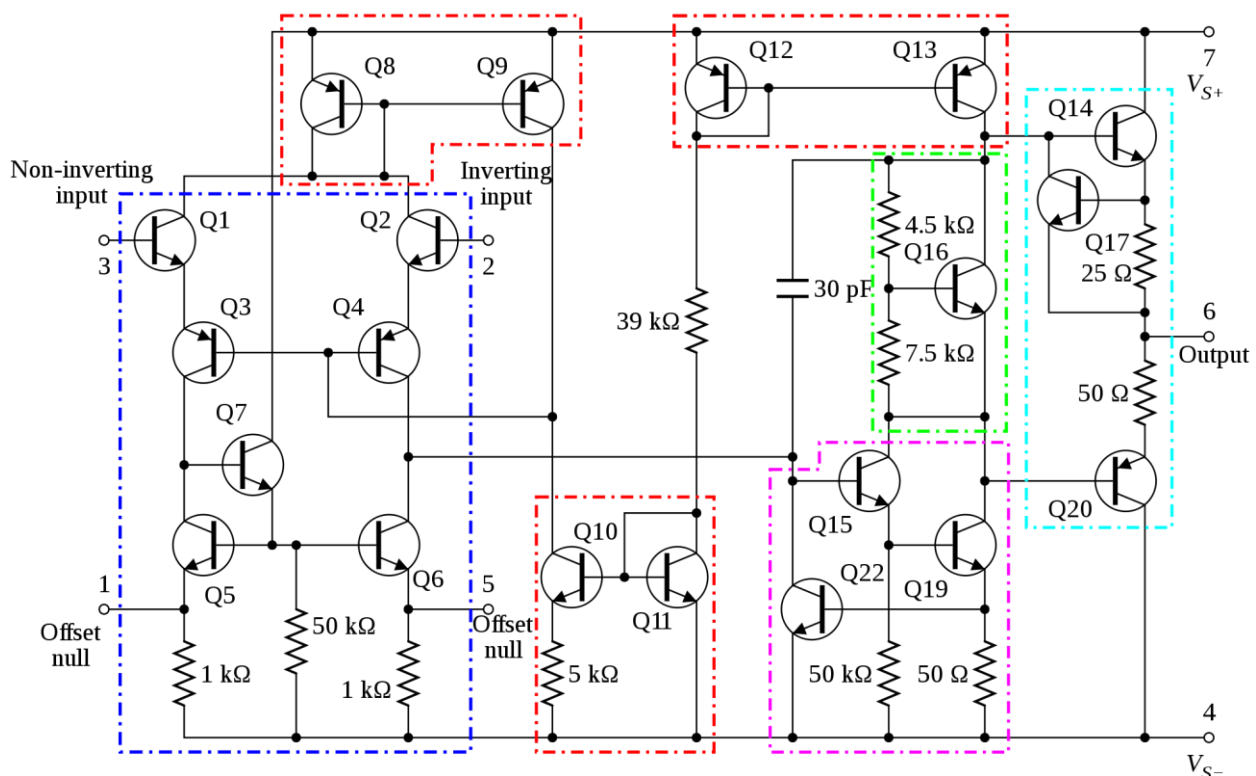 Q8
Q9
Q12
Q13
7
V_S+
Q14
Non-inverting
input
Inverting
input
Q1
Q2
3
2
4.5 kΩ
Q16
Q17
25 Ω
30 pF
6
Output
Q3
Q4
39 kΩ
7.5 kΩ
50 Ω
Q7
Q15
Q20
Q10
Q22
Q19
1
Q5
Q6
5
Q11
Offset
null
50 kΩ
Offset
null
1 kΩ
1 kΩ
5 kΩ
50 kΩ
50 Ω
4
V_S−